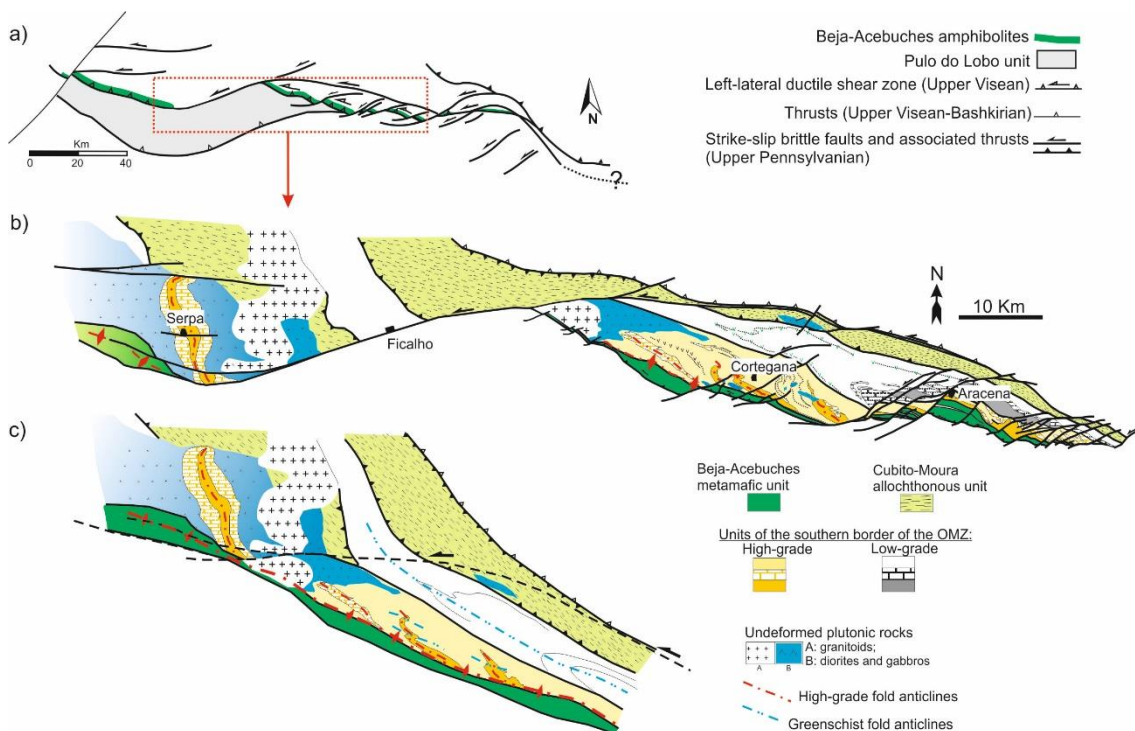 a)
Beja-Acebuches amphibolites
Pulo do Lobo unit
Left-lateral ductile shear zone (Upper Visean)
Thrusts (Upper Visean-Bashkirian)
Strike-slip brittle faults and associated thrusts
(Upper Pennsylvanian)
N
Km
0 20 40
?
b)
Serpa
Ficalho
Cortegana
Aracena
N
10 Km
c)
Beja-Acebuches
metamafic unit
Cubito-Moura
allochthonous unit
Units of the southern border of the OMZ:
High-grade
Low-grade
Undeformed plutonic rocks
A: granitoids;
B: diorites and gabbros
A B
High-grade fold anticlines
Greenschist fold anticlines